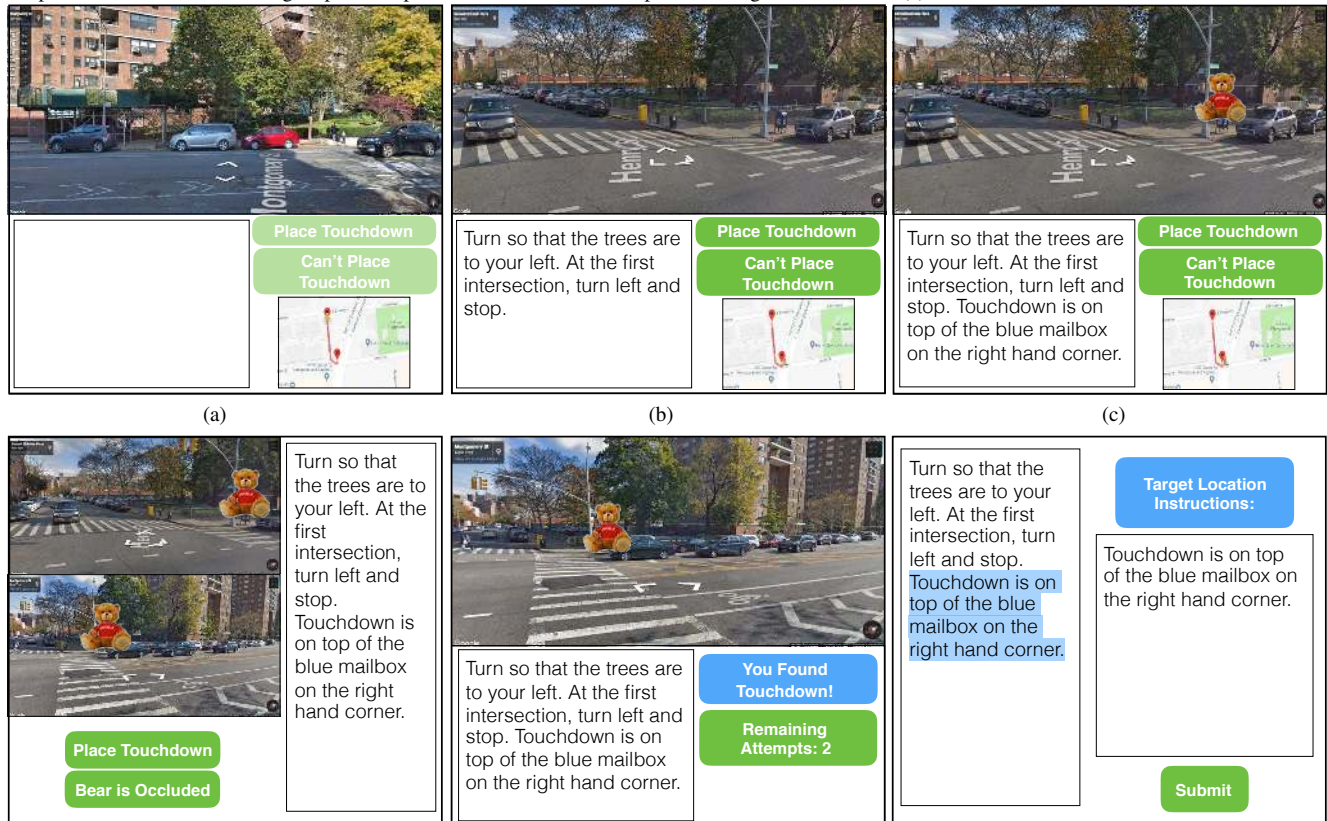 Montgomery
Place Touchdown
Can't Place
Touchdown
(a)
Henry
Google
Turn so that the trees are
to your left. At the first
intersection, turn left and
stop.
Place Touchdown
Can't Place
Touchdown
(b)
Henry
Turn so that the trees are
to your left. At the first
intersection, turn left and
stop. Touchdown is on
top of the blue mailbox
on the right hand corner.
Place Touchdown
Can't Place
Touchdown
(c)
Turn so that
the trees are to
your left. At the
first
intersection,
turn left and
stop.
Touchdown is
on top of the
blue mailbox
on the right
hand corner.
Place Touchdown
Bear is Occluded
Google
Turn so that the trees are
to your left. At the first
intersection, turn left and
stop. Touchdown is on
top of the blue mailbox
on the right hand corner.
You Found
Touchdown!
Remaining
Attempts: 2
Turn so that the
trees are to your
left. At the first
intersection, turn
left and stop.
Touchdown is on
top of the blue
mailbox on the
right hand corner.
Target Location
Instructions:
Touchdown is on top
of the blue mailbox on
the right hand corner.
Submit